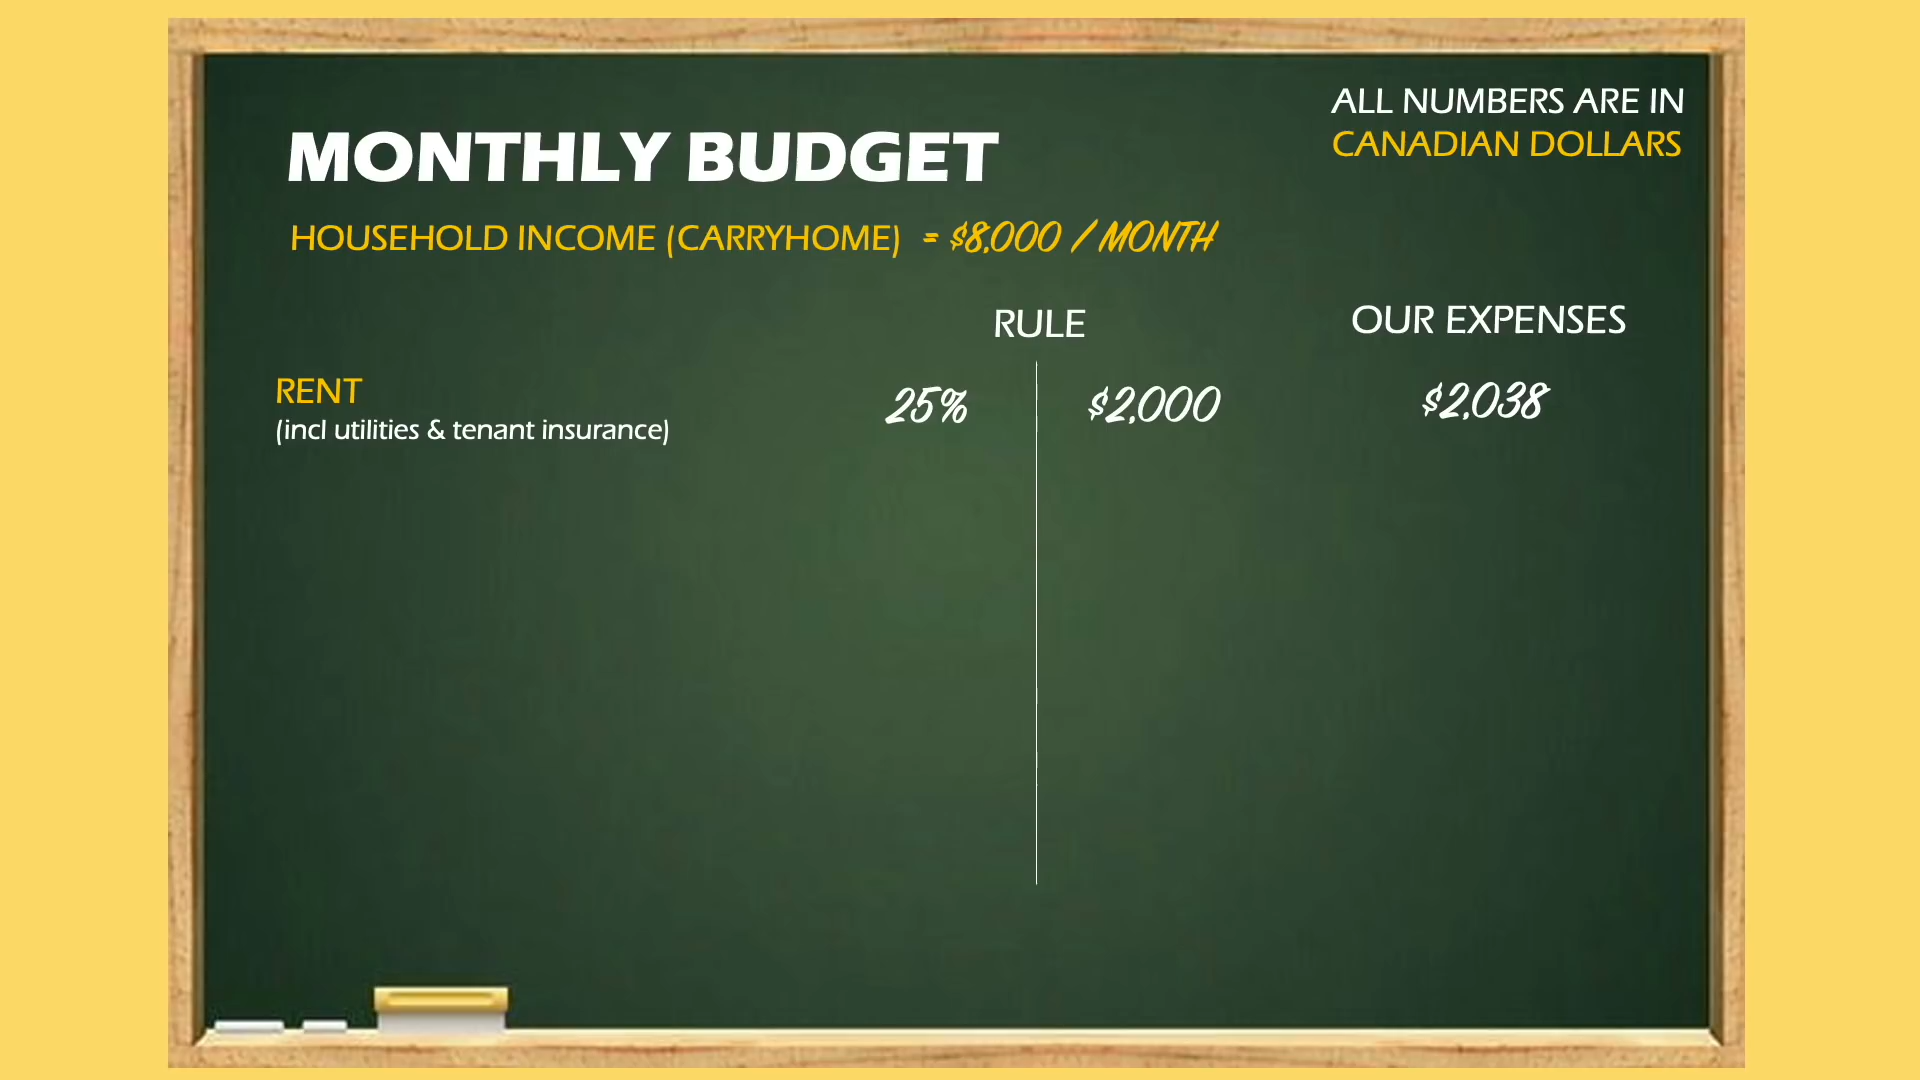 ALL NUMBERS ARE IN
CANADIAN DOLLARS
MONTHLY BUDGET
HOUSEHOLD INCOME (CARRYHOME) = $8,000 / MONTH
RULE
OUR EXPENSES
RENT
25% $2,000 $2,038
(incl utilities & tenant insurance)